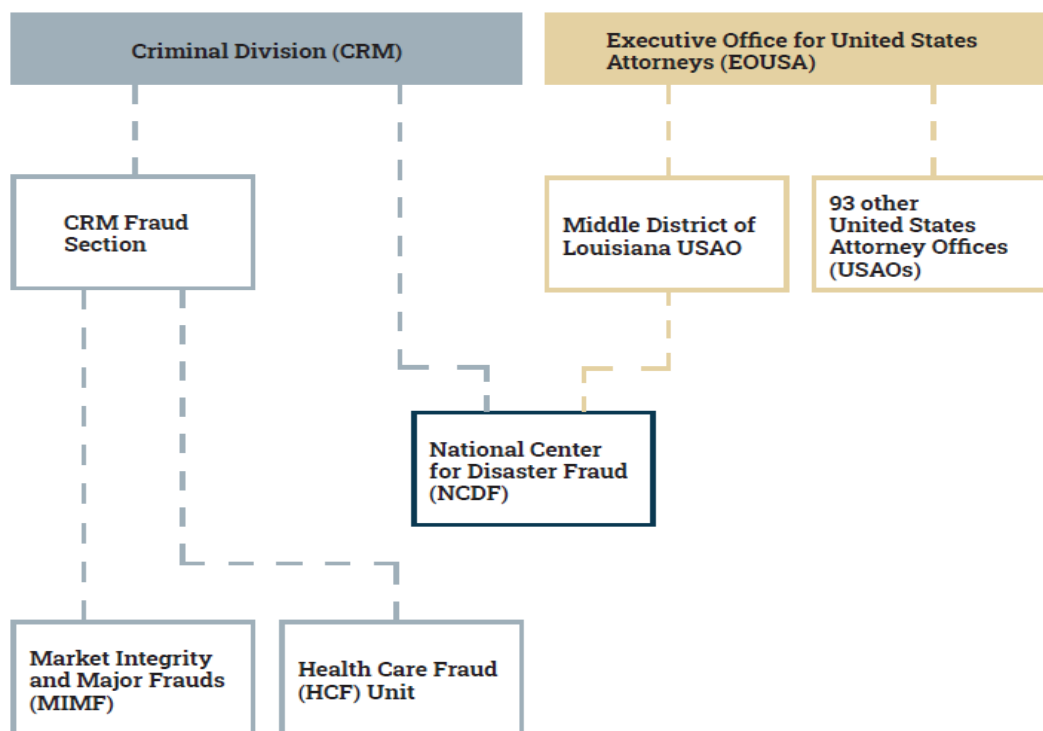 Criminal Division (CRM)
Executive Office for United States
Attorneys (EOUSA)
CRM Fraud
Section
Middle District of
Louisiana USAO
93 other
United States
Attorney Offices
(USAOs)
National Center
for Disaster Fraud
(NCDF)
Market Integrity
and Major Frauds
(MIMF)
Health Care Fraud
(HCF) Unit